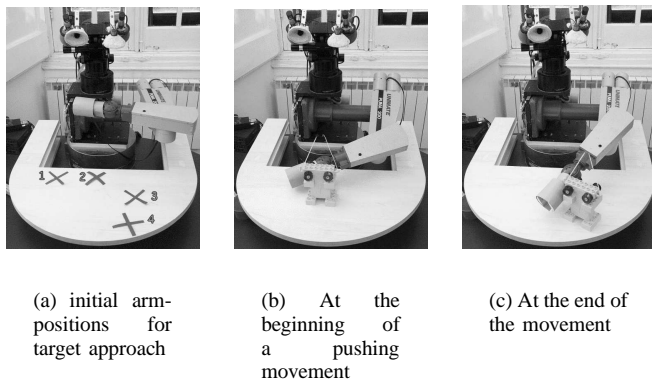 1
2
3
4
UNIMATE
(a) initial arm-
positions for
target approach
(b) At the
beginning of
a pushing
movement
(c) At the end of
the movement